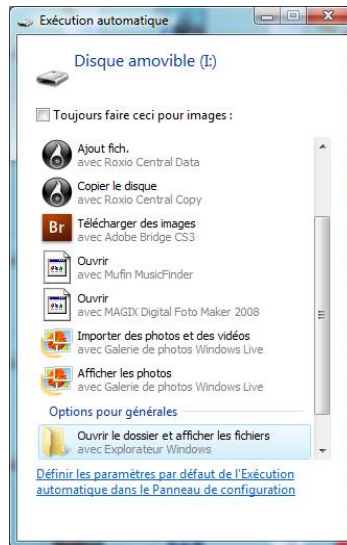 Exécution automatique
Disque amovible (I:)
Toujours faire ceci pour images :
Ajout fich.
avec Roxio Central Data
Copier le disque
avec Roxio Central Copy
Br
Télécharger des images
avec Adobe Bridge CS3
Ouvrir
avec Mufin MusicFinder
Ouvrir
avec MAGIX Digital Foto Maker 2008
Importer des photos et des vidéos
avec Galerie de photos Windows Live
Afficher les photos
avec Galerie de photos Windows Live
Options pour générales
Ouvrir le dossier et afficher les fichiers
avec Explorateur Windows
Définir les paramètres par défaut de l'Exécution
automatique dans le Panneau de configuration